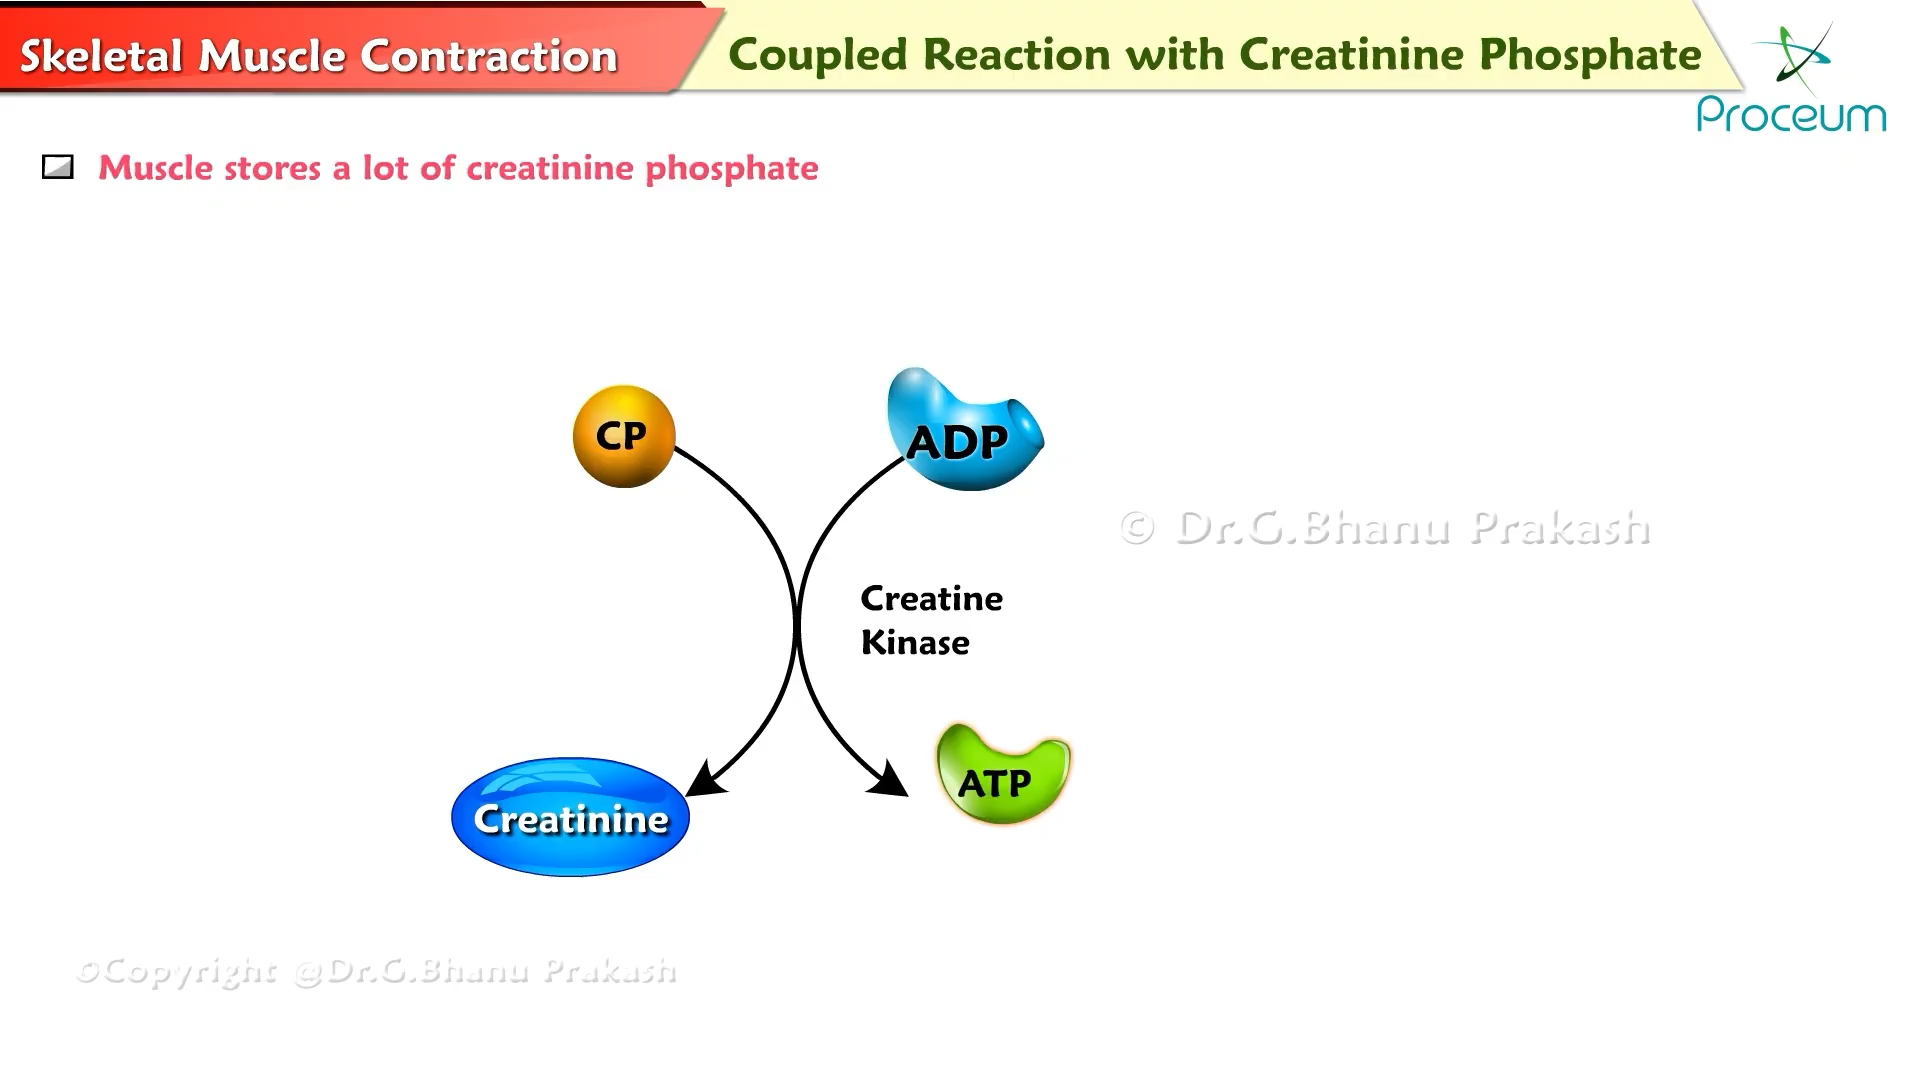 Skeletal Muscle Contraction
Coupled Reaction with Creatinine Phosphate
Proceum
Muscle stores a lot of creatinine phosphate
CP
ADP
© Dr.G.Bhanu Prakash
Creatine
Kinase
ATP
Creatinine
©Copyright @Dr.G.Bhanu Prakash